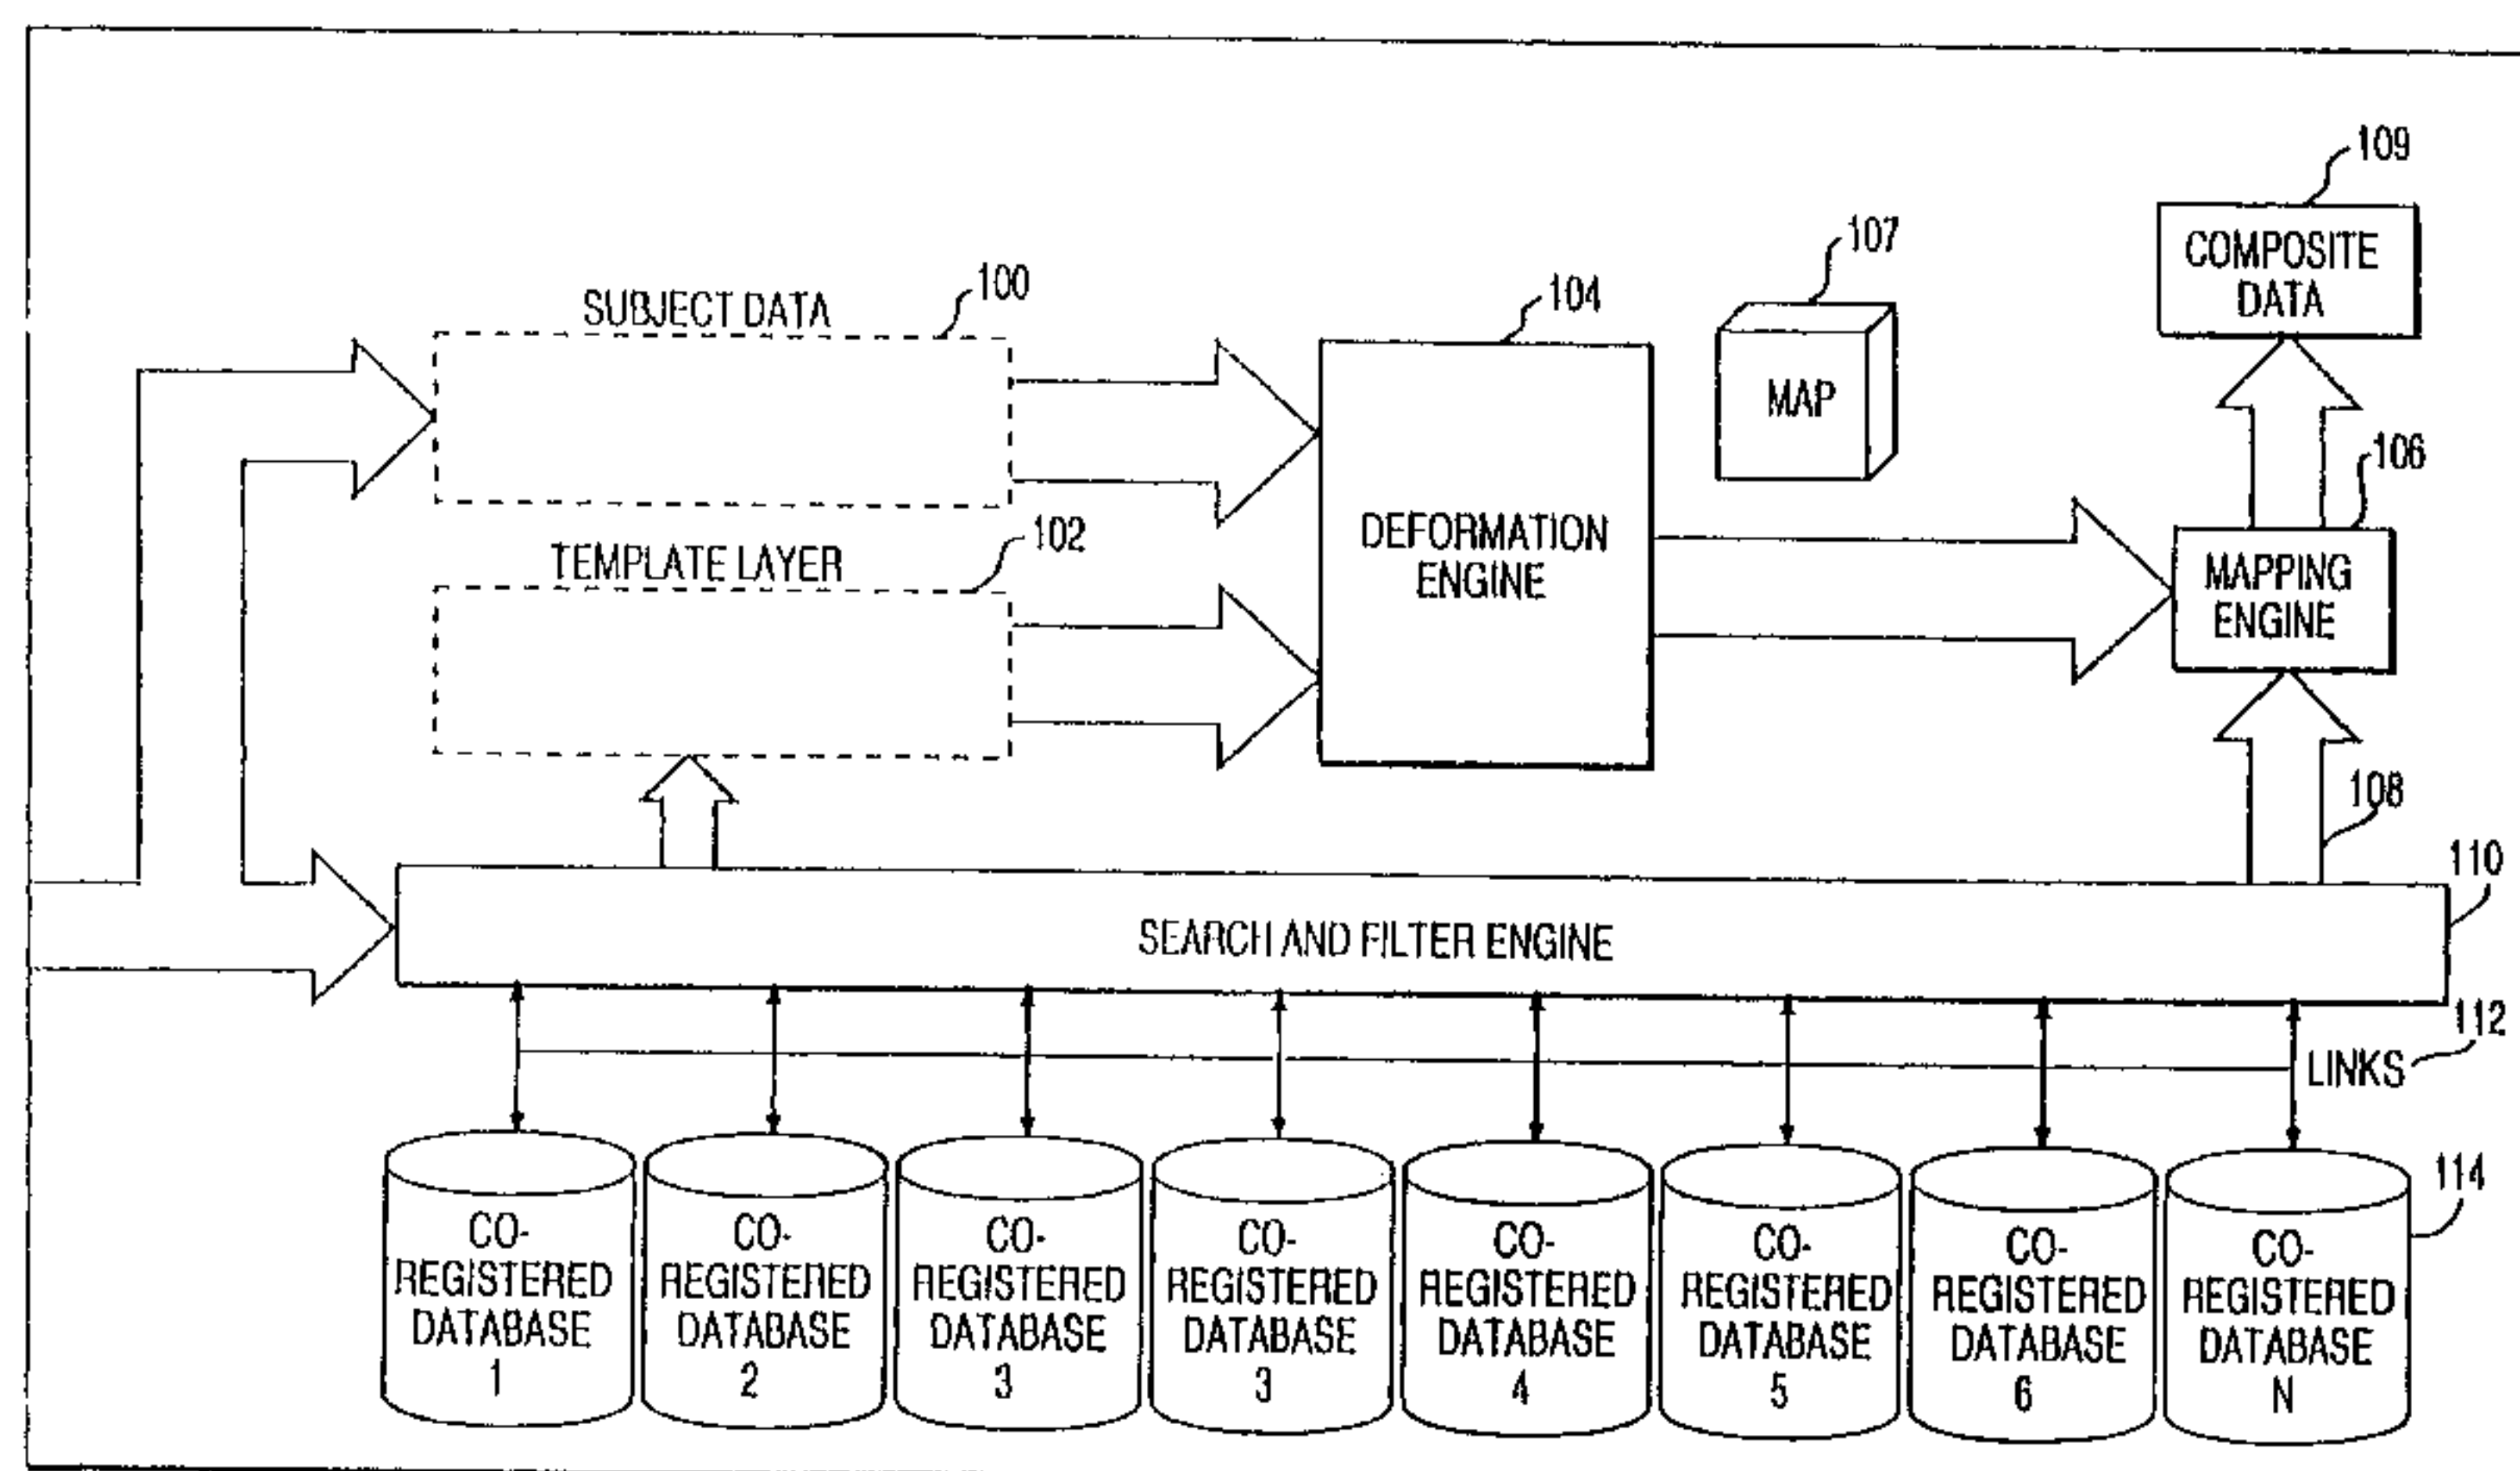 109
COMPOSITE
DATA
107
MAP
SUBJECT DATA
100
104
DEFORMATION
ENGINE
106
MAPPING
ENGINE
TEMPLATE LAYER
102
108
110
SEARCH AND FILTER ENGINE
112
LINKS
114
CO-
REGISTERED
DATABASE
1
CO-
REGISTERED
DATABASE
2
CO-
REGISTERED
DATABASE
3
CO-
REGISTERED
DATABASE
3
CO-
REGISTERED
DATABASE
4
CO-
REGISTERED
DATABASE
5
CO-
REGISTERED
DATABASE
6
CO-
REGISTERED
DATABASE
N